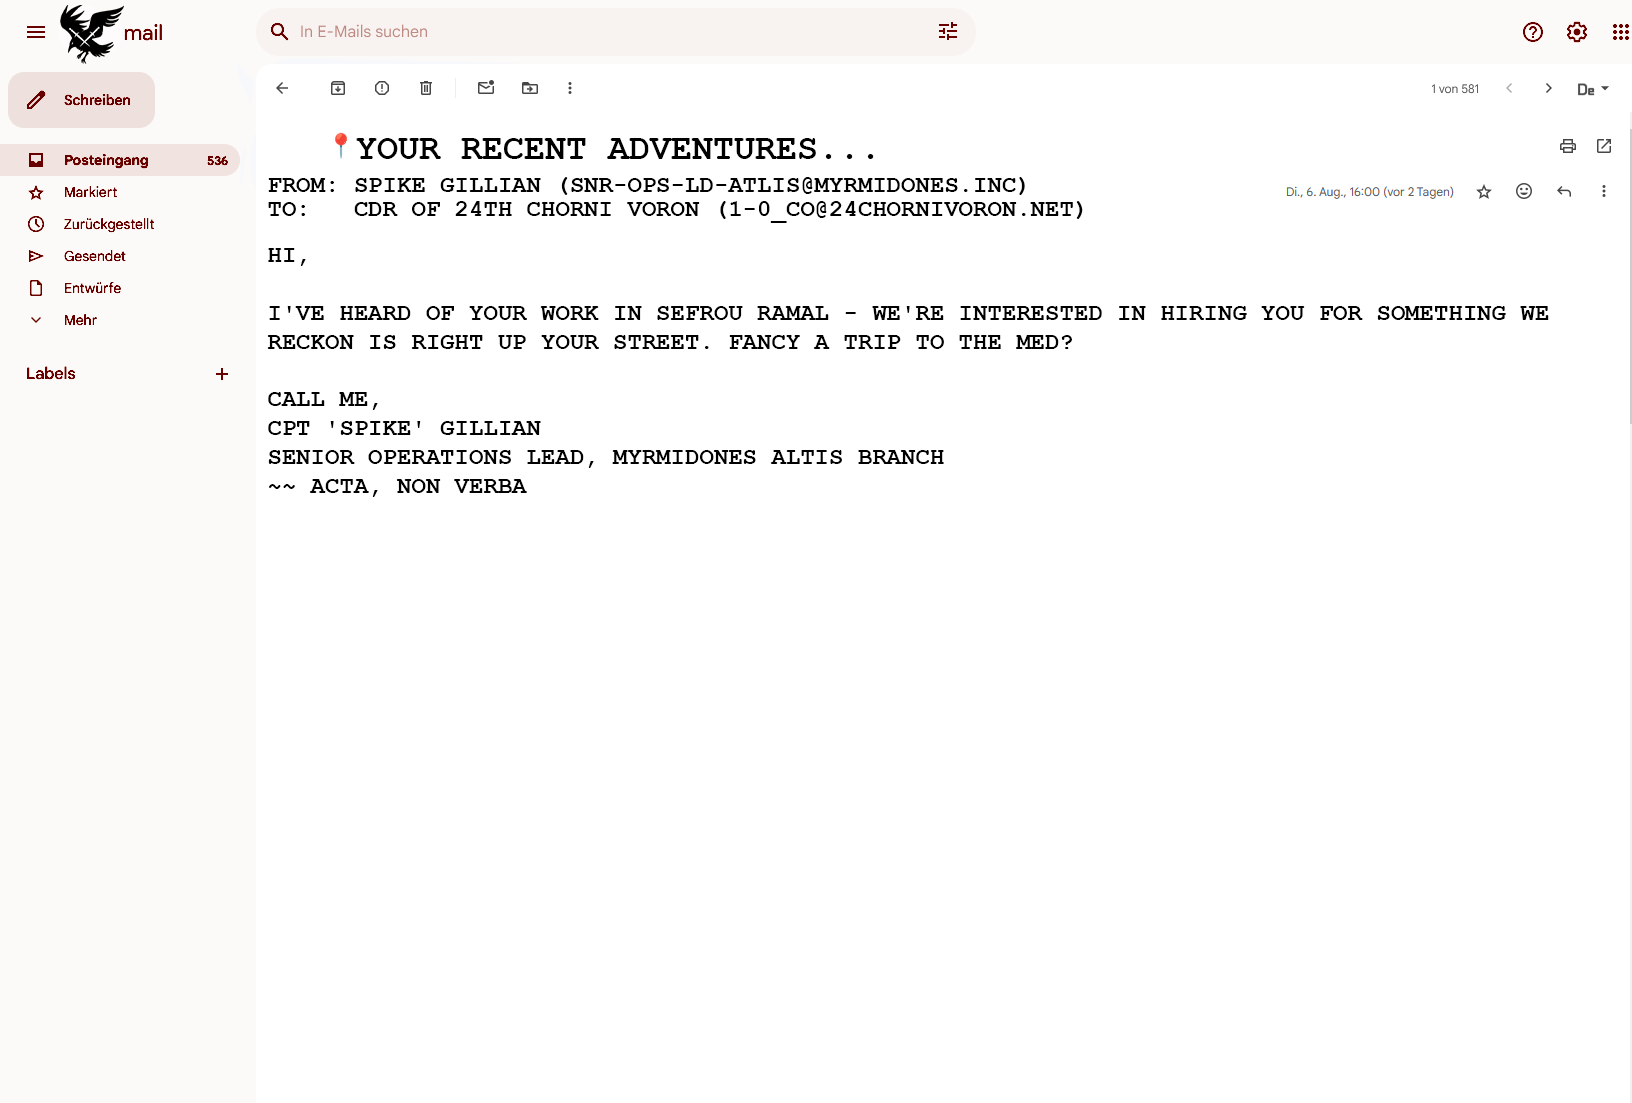 mail
In E-Mails suchen
Schreiben
1 von 581
De
Posteingang 536
Markiert
Zurückgestellt
Gesendet
Entwürfe
Mehr
Labels
YOUR RECENT ADVENTURES...
FROM: SPIKE GILLIAN (SNR-OPS-LD-ATLIS@MYRMIDONES.INC)
Di., 6. Aug., 16:00 (vor 2 Tagen)
TO: CDR OF 24TH CHORNI VORON (1-0_CO@24CHORNIVORON.NET)
HI,
I'VE HEARD OF YOUR WORK IN SEFROU RAMAL - WE'RE INTERESTED IN HIRING YOU FOR SOMETHING WE
RECKON IS RIGHT UP YOUR STREET. FANCY A TRIP TO THE MED?
CALL ME,
CPT 'SPIKE' GILLIAN
SENIOR OPERATIONS LEAD, MYRMIDONES ALTIS BRANCH
~~ ACTA, NON VERBA